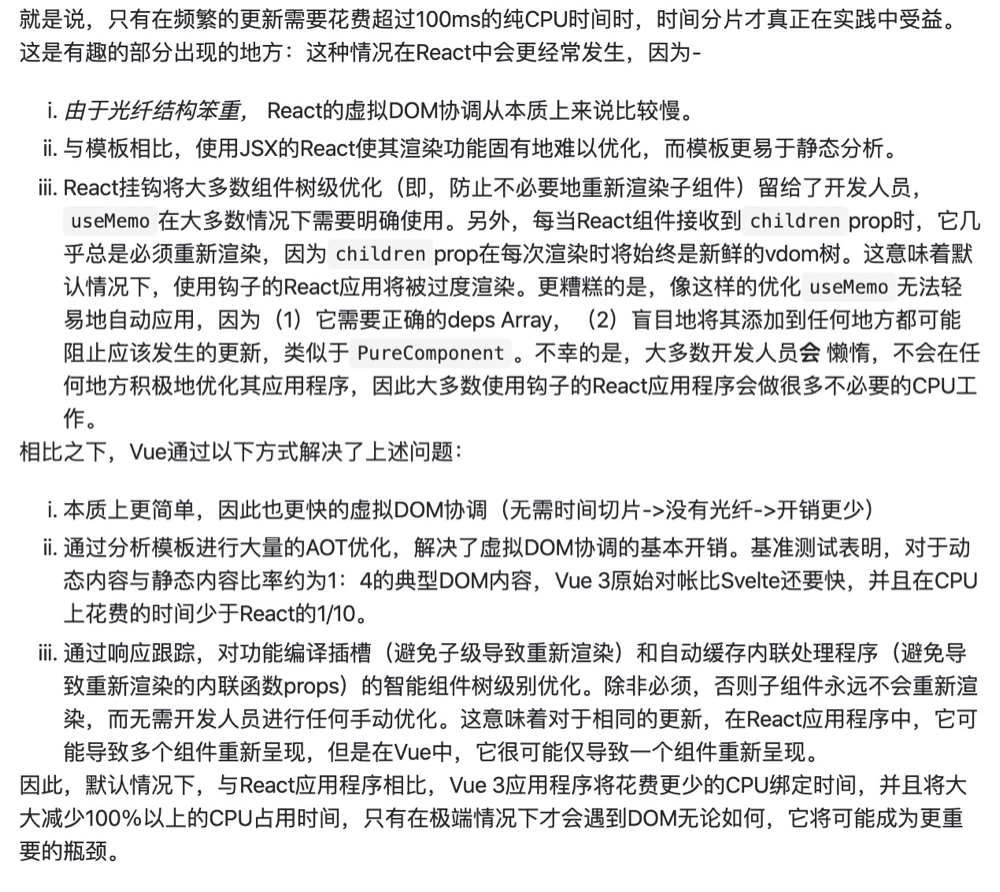 就是说，只有在频繁的更新需要花费超过100ms的纯CPU时间时，时间分片才真正在实践中受益。
这是有趣的部分出现的地方：这种情况在React中会更经常发生，因为-
i. 由于光纤结构笨重， React的虚拟DOM协调从本质上来说比较慢。
ii. 与模板相比，使用JSX的React使其渲染功能固有地难以优化，而模板更易于静态分析。
iii. React挂钩将大多数组件树级优化（即，防止不必要地重新渲染子组件）留给了开发人员，
useMemo 在大多数情况下需要明确使用。另外，每当React组件接收到 children prop时，它几
乎总是必须重新渲染，因为 children prop在每次渲染时将始终是新鲜的vdom树。这意味着默
认情况下，使用钩子的React应用将被过度渲染。更糟糕的是，像这样的优化 useMemo 无法轻
易地自动应用，因为（1）它需要正确的deps Array，（2）盲目地将其添加到任何地方都可能
阻止应该发生的更新，类似于 PureComponent 。不幸的是，大多数开发人员会 懒惰，不会在任
何地方积极地优化其应用程序，因此大多数使用钩子的React应用程序会做很多不必要的CPU工
作。
相比之下，Vue通过以下方式解决了上述问题：
i. 本质上更简单，因此也更快的虚拟DOM协调（无需时间切片->没有光纤->开销更少）
ii. 通过分析模板进行大量的AOT优化，解决了虚拟DOM协调的基本开销。基准测试表明，对于动
态内容与静态内容比率约为1：4的典型DOM内容，Vue 3原始对帐比Svelte还要快，并且在CPU
上花费的时间少于React的1/10。
iii. 通过响应跟踪，对功能编译插槽（避免子级导致重新渲染）和自动缓存内联处理程序（避免导
致重新渲染的内联函数props）的智能组件树级别优化。除非必须，否则子组件永远不会重新渲
染，而无需开发人员进行任何手动优化。这意味着对于相同的更新，在React应用程序中，它可
能导致多个组件重新呈现，但是在Vue中，它很可能仅导致一个组件重新呈现。
因此，默认情况下，与React应用程序相比，Vue 3应用程序将花费更少的CPU绑定时间，并且将大
大减少100%以上的CPU占用时间，只有在极端情况下才会遇到DOM无论如何，它将可能成为更重
要的瓶颈。